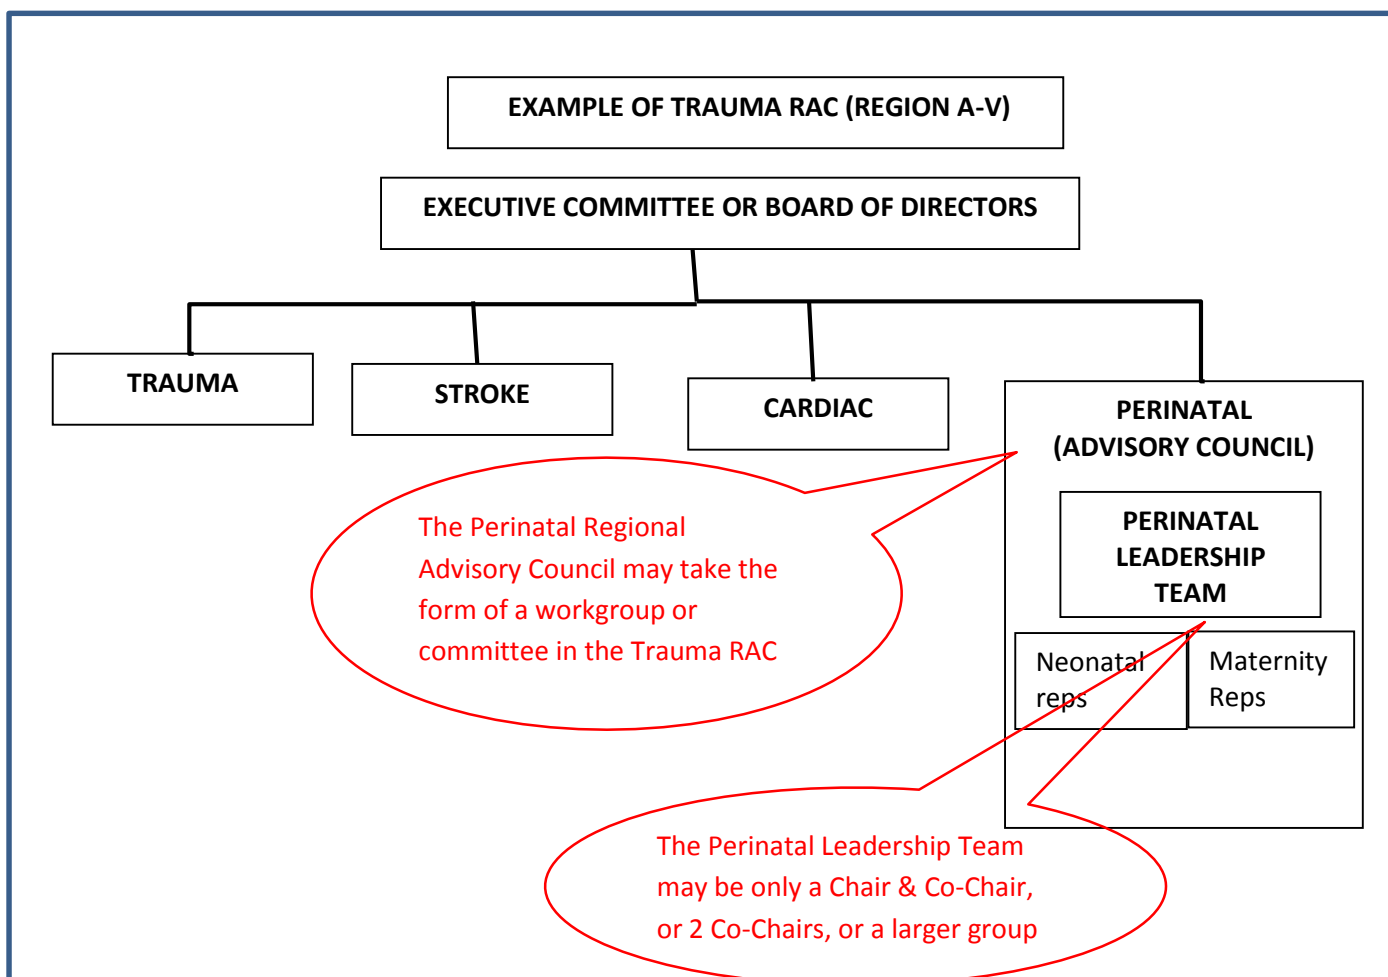 EXAMPLE OF TRAUMA RAC (REGION A-V)
EXECUTIVE COMMITTEE OR BOARD OF DIRECTORS
TRAUMA
STROKE
CARDIAC
PERINATAL
(ADVISORY COUNCIL)
PERINATAL
LEADERSHIP
TEAM
Neonatal
reps
Maternity
Reps
The Perinatal Regional
Advisory Council may take the
form of a workgroup or
committee in the Trauma RAC
The Perinatal Leadership Team
may be only a Chair & Co-Chair,
or 2 Co-Chairs, or a larger group